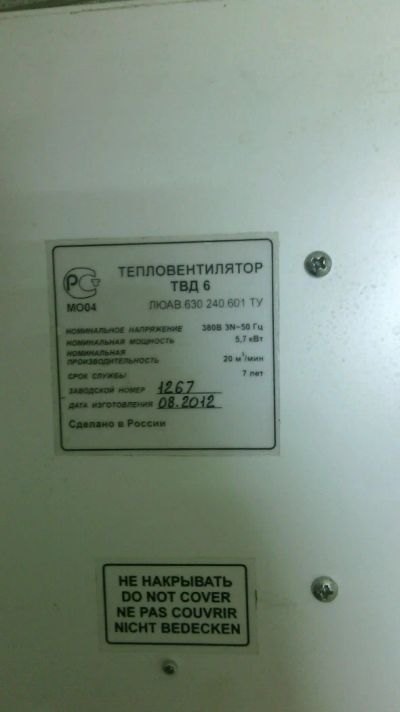 РСТ
МО04
ТЕПЛОВЕНТИЛЯТОР
ТВД 6
ЛЮАВ 630 240 601 ТУ
НОМИНАЛЬНОЕ НАПРЯЖЕНИЕ 380В 3N~50 Гц
НОМИНАЛЬНАЯ МОЩНОСТЬ 5,7 кВт
НОМИНАЛЬНАЯ
ПРОИЗВОДИТЕЛЬНОСТЬ 20 м³/мин
СРОК СЛУЖБЫ 7 лет
ЗАВОДСКОЙ НОМЕР 1267
ДАТА ИЗГОТОВЛЕНИЯ 08.2012
Сделано в России
НЕ НАКРЫВАТЬ
DO NOT COVER
NE PAS COUVRIR
NICHT BEDECKEN